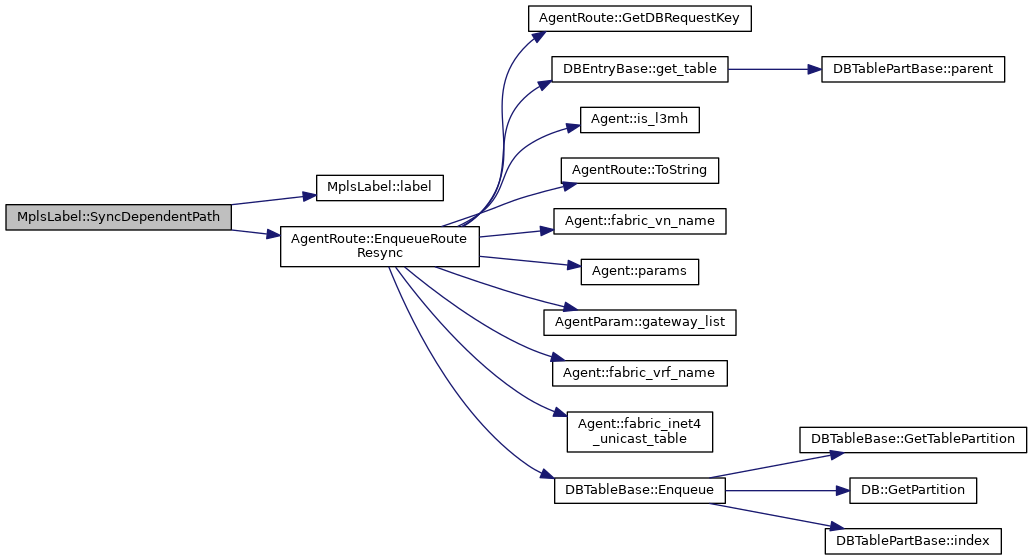 AgentRoute::GetDBRequestKey
DBEntryBase::get_table
DBTablePartBase::parent
Agent::is_l3mh
AgentRoute::ToString
MplsLabel::label
MplsLabel::SyncDependentPath
Agent::fabric_vn_name
AgentRoute::EnqueueRoute
Resync
Agent::params
AgentParam::gateway_list
Agent::fabric_vrf_name
Agent::fabric_inet4
_unicast_table
DBTableBase::GetTablePartition
DBTableBase::Enqueue
DB::GetPartition
DBTablePartBase::index